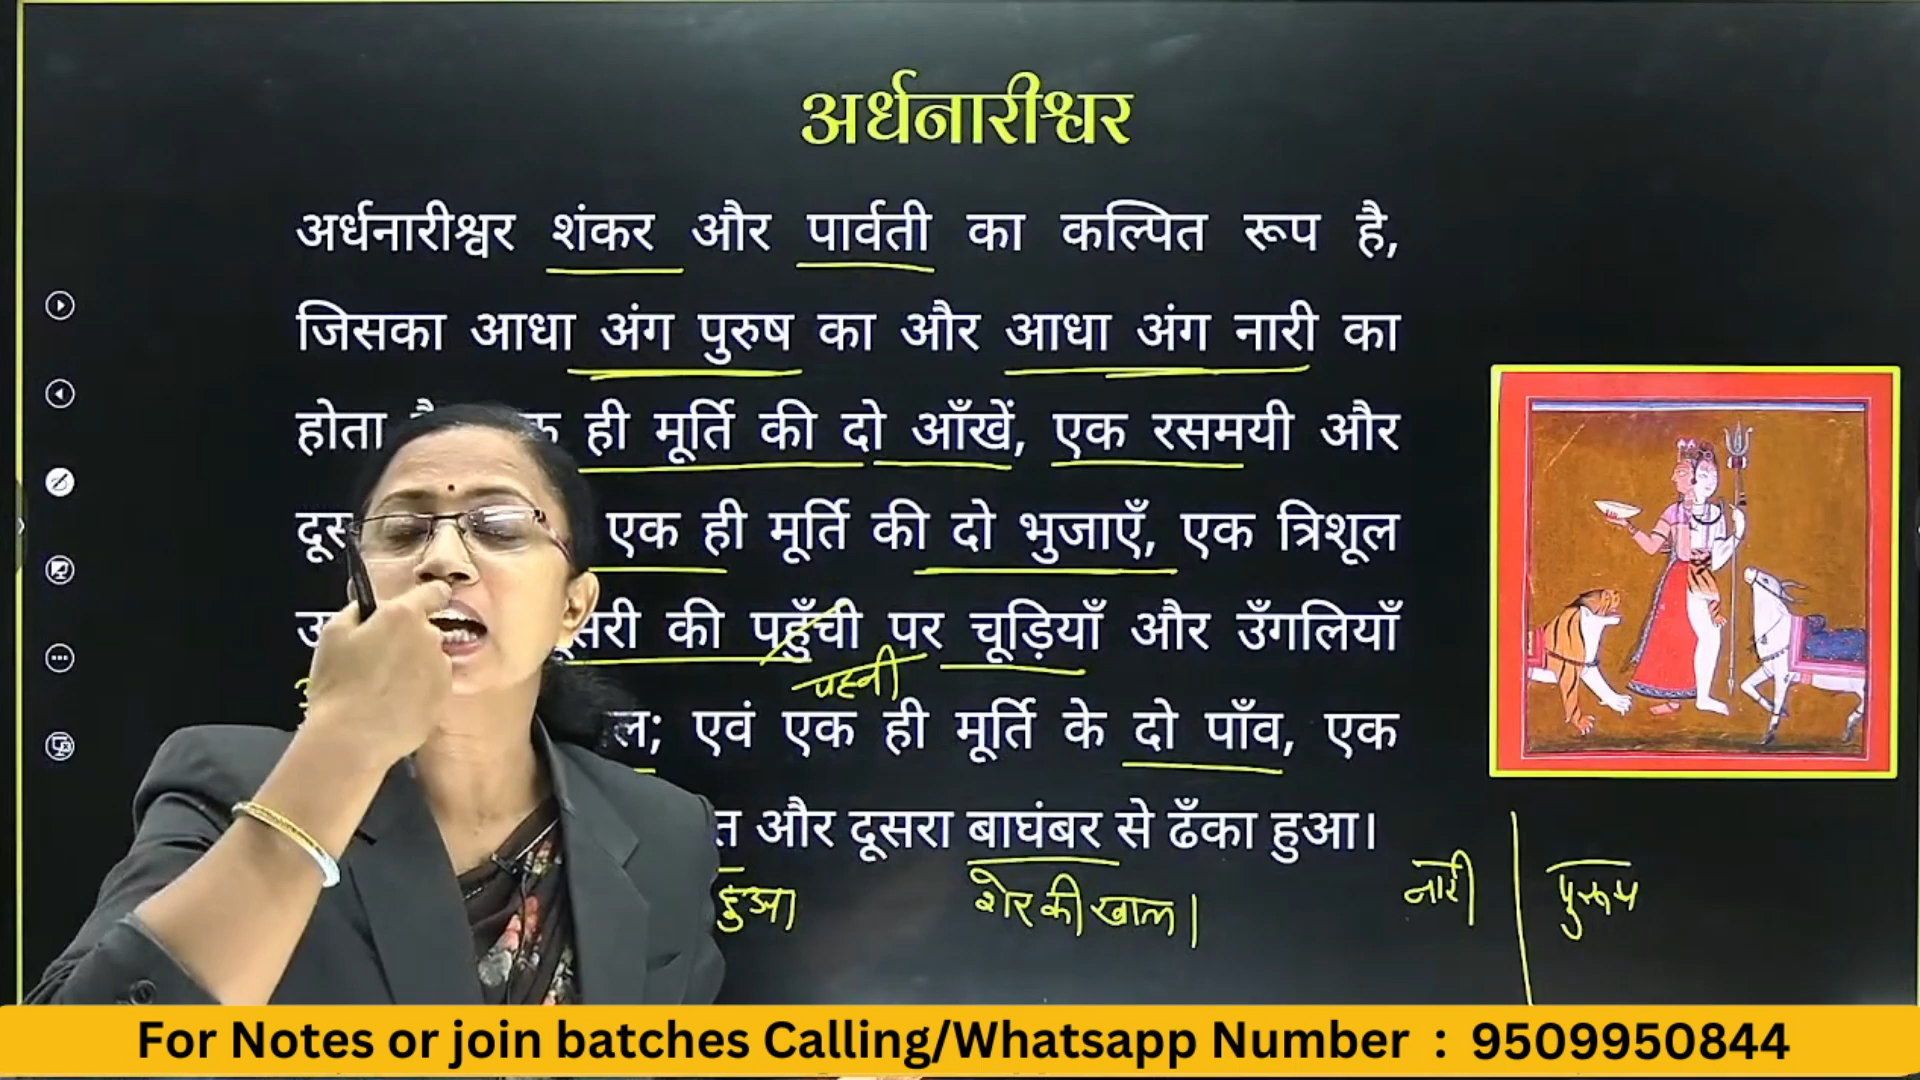 अर्धनारीश्वर
अर्धनारीश्वर शंकर और पार्वती का कल्पित रूप है,
जिसका आधा अंग पुरुष का और आधा अंग नारी का
होता ही मूर्ति की दो आँखें, एक रसमयी और
एक ही मूर्ति की दो भुजाएँ, एक त्रिशूल
की पहुँची पर चूड़ियाँ और उँगलियाँ
एवं एक ही मूर्ति के दो पाँव, एक
और दूसरा बाघंबर से ढँका हुआ।
हुआ शेर की खाल। नारी पुरुष
For Notes or join batches Calling/Whatsapp Number : 9509950844